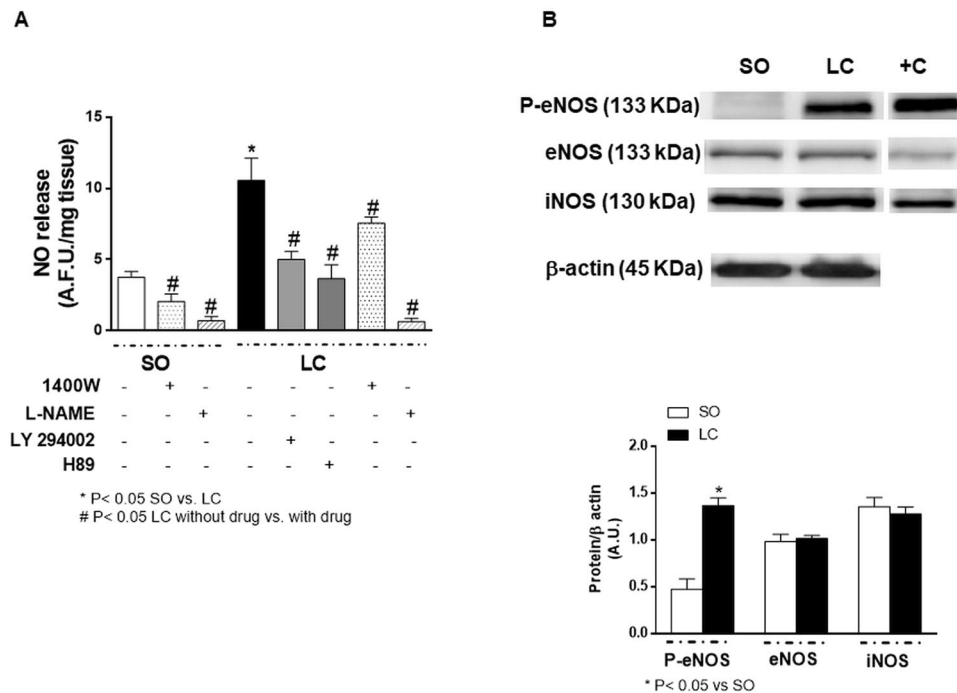 A
NO release
(A.F.U./mg tissue)
15
10
5
0
*
#
#
#
#
#
#
SO
LC
1400W - + - - - - + -
L-NAME - - + - - - - +
LY 294002 - - - - + - - -
H89 - - - - - + - -
* P< 0.05 SO vs. LC
# P< 0.05 LC without drug vs. with drug
B
SO LC +C
P-eNOS (133 KDa)
eNOS (133 kDa)
iNOS (130 kDa)
β-actin (45 KDa)
SO
LC
Protein/β actin
(A.U.)
2.0
1.5
1.0
0.5
0.0
*
P-eNOS eNOS iNOS
* P< 0.05 vs SO